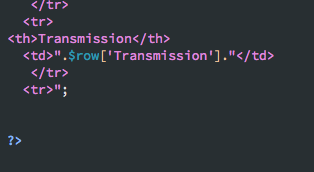 </tr>
<tr>
<th>Transmission</th>
<td>".$row['Transmission']."</td>
</tr>
<tr>";
?>